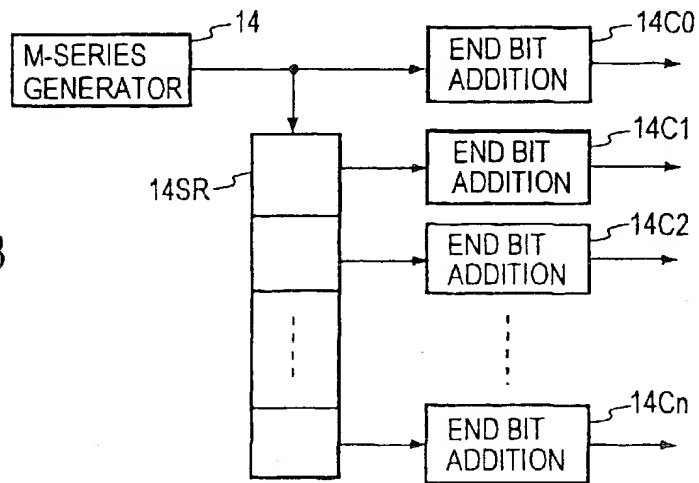 14
M-SERIES
GENERATOR
14C0
END BIT
ADDITION
14C1
END BIT
ADDITION
14SR
14C2
END BIT
ADDITION
14Cn
END BIT
ADDITION